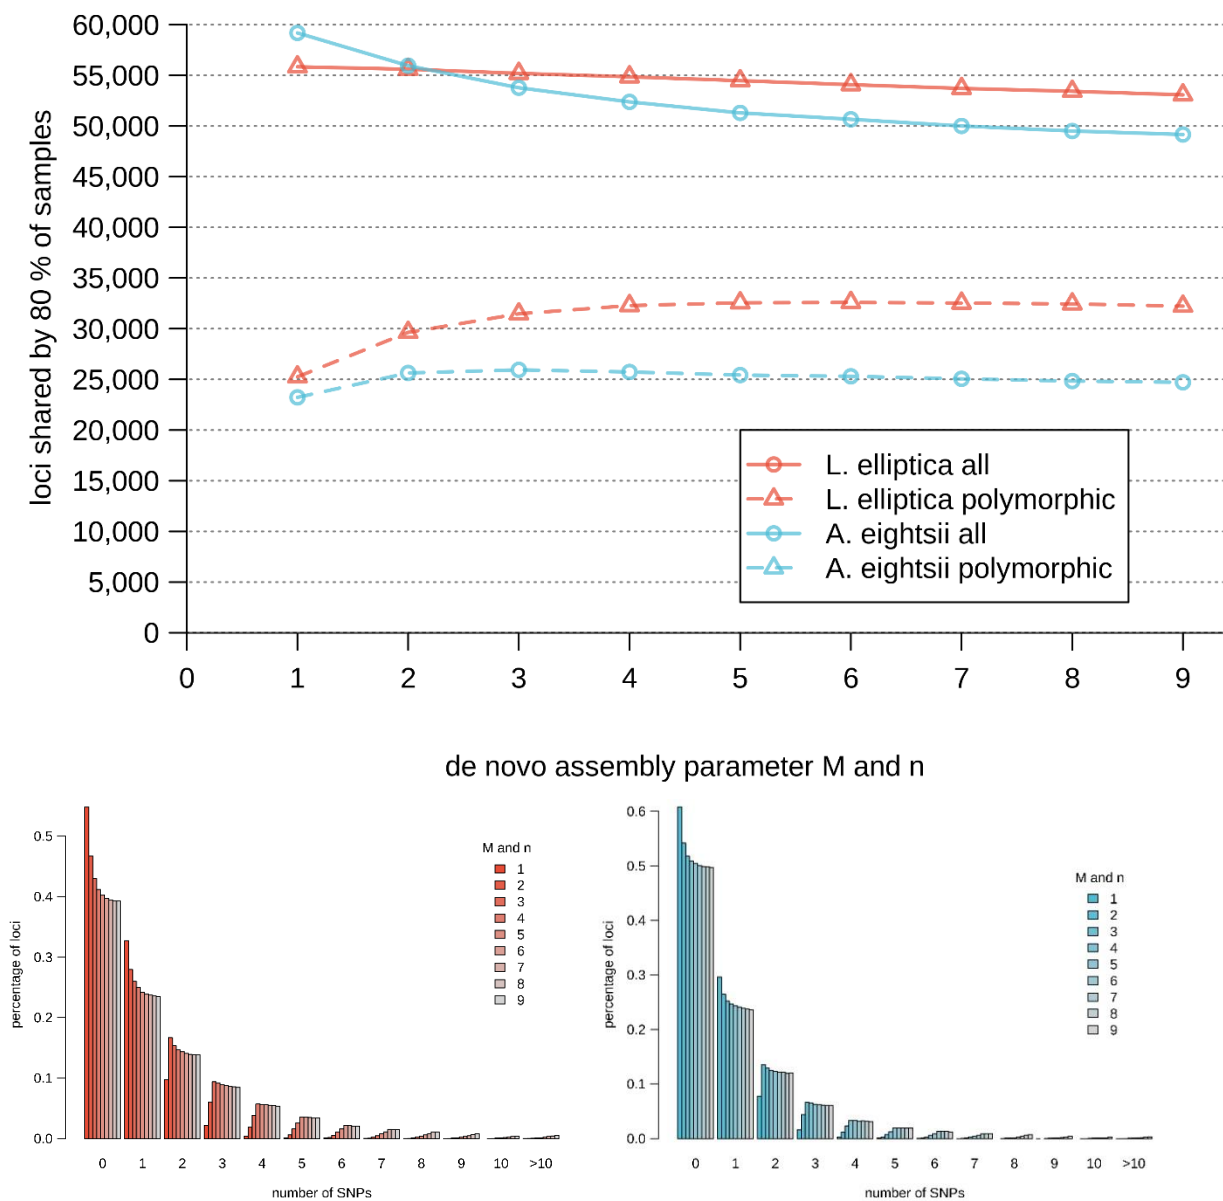 60,000
55,000
50,000
45,000
40,000
35,000
30,000
25,000
20,000
15,000
10,000
5,000
0
loci shared by 80 % of samples
L. elliptica all
L. elliptica polymorphic
A. eightsii all
A. eightsii polymorphic
0 1 2 3 4 5 6 7 8 9
de novo assembly parameter M and n
0.5
0.4
0.3
0.2
0.1
0.0
percentage of loci
M and n
1
2
3
4
5
6
7
8
9
0 1 2 3 4 5 6 7 8 9 10 >10
number of SNPs
0.6
0.5
0.4
0.3
0.2
0.1
0.0
percentage of loci
M and n
1
2
3
4
5
6
7
8
9
0 1 2 3 4 5 6 7 8 9 10 >10
number of SNPs